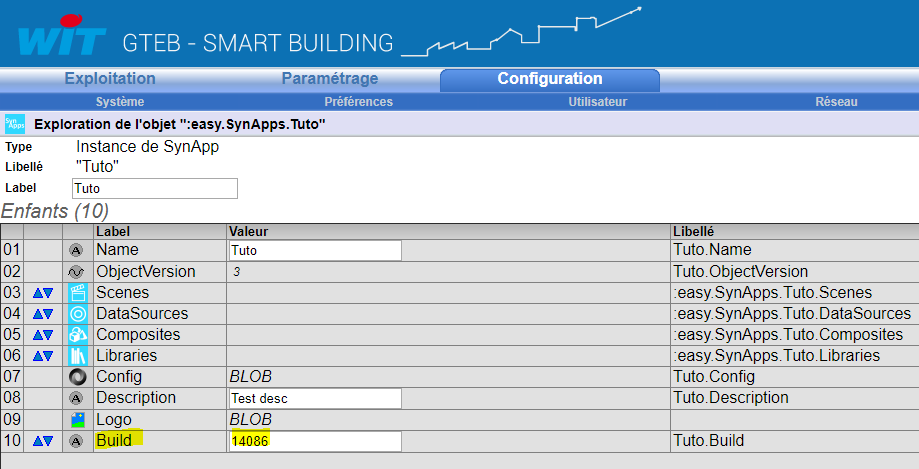 WIT GTEB - SMART BUILDING
Exploitation Paramétrage Configuration
Système Préférences Utilisateur Réseau
Syn Apps Exploration de l'objet ":easy.SynApps.Tuto"
Type Instance de SynApp
Libellé "Tuto"
Label Tuto
Enfants (10)
Label Valeur Libellé
01 A Name Tuto Tuto.Name
02 ObjectVersion 3 Tuto.ObjectVersion
03 Scenes :easy.SynApps.Tuto.Scenes
04 DataSources :easy.SynApps.Tuto.DataSources
05 Composites :easy.SynApps.Tuto.Composites
06 Libraries :easy.SynApps.Tuto.Libraries
07 Config BLOB Tuto.Config
08 A Description Test desc Tuto.Description
09 Logo BLOB
10 A Build 14086 Tuto.Build